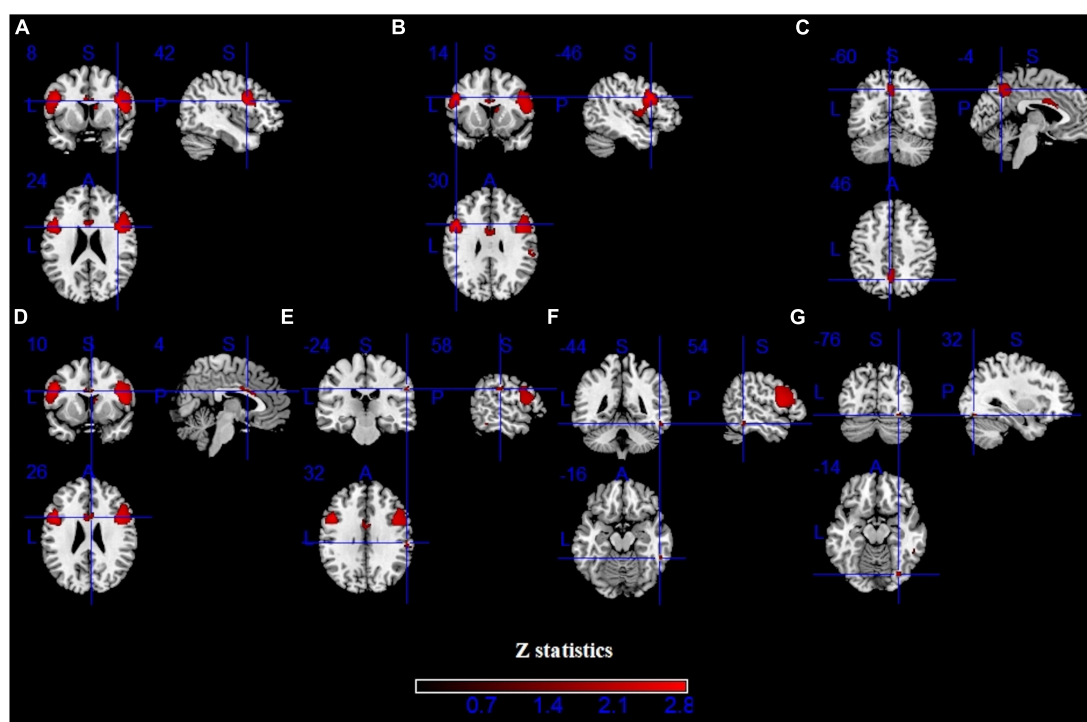 A
8 S 42 S
L P
24 A
L
B
14 S -46 S
L P
30 A
L
C
-60 S -4 S
L P
46 A
L
D
10 S 4 S
L P
26 A
L
E
-24 S 58 S
L P
32 A
L
F
-44 S 54 S
L P
-16 A
L
G
-76 S 32 S
L P
-14 A
L
Z statistics
0.7 1.4 2.1 2.8